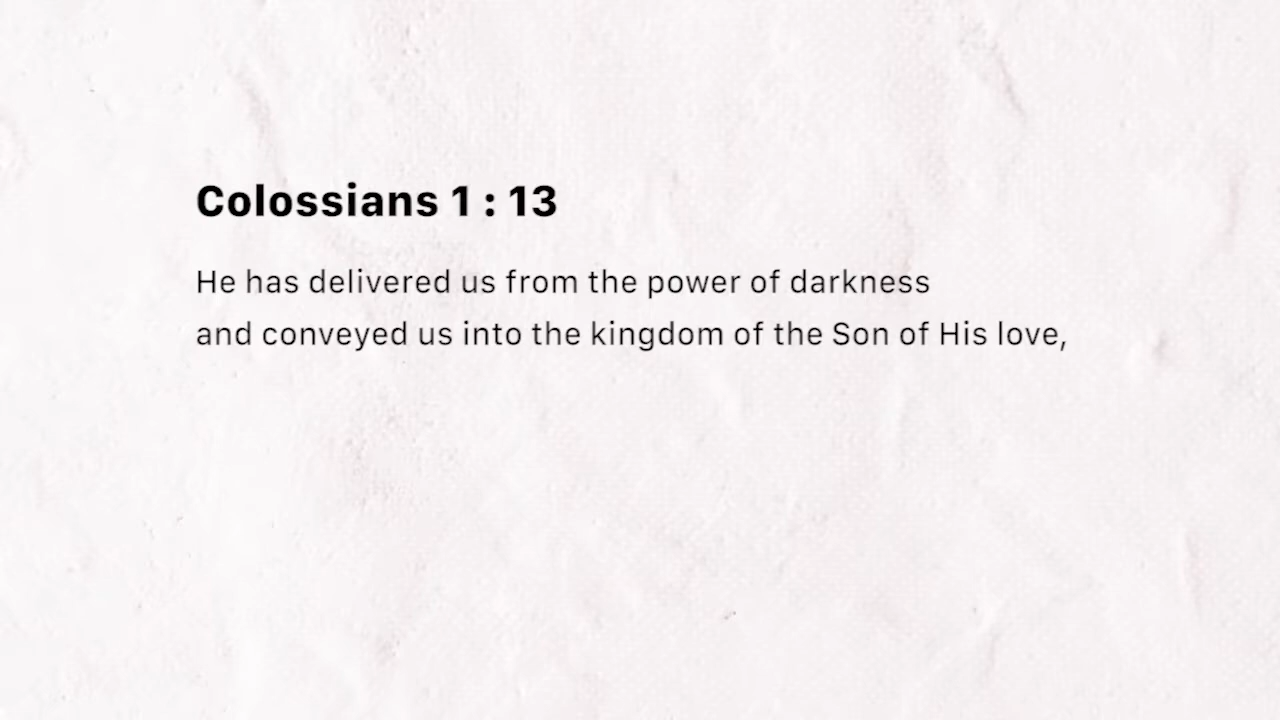 Colossians 1 : 13
He has delivered us from the power of darkness
and conveyed us into the kingdom of the Son of His love,